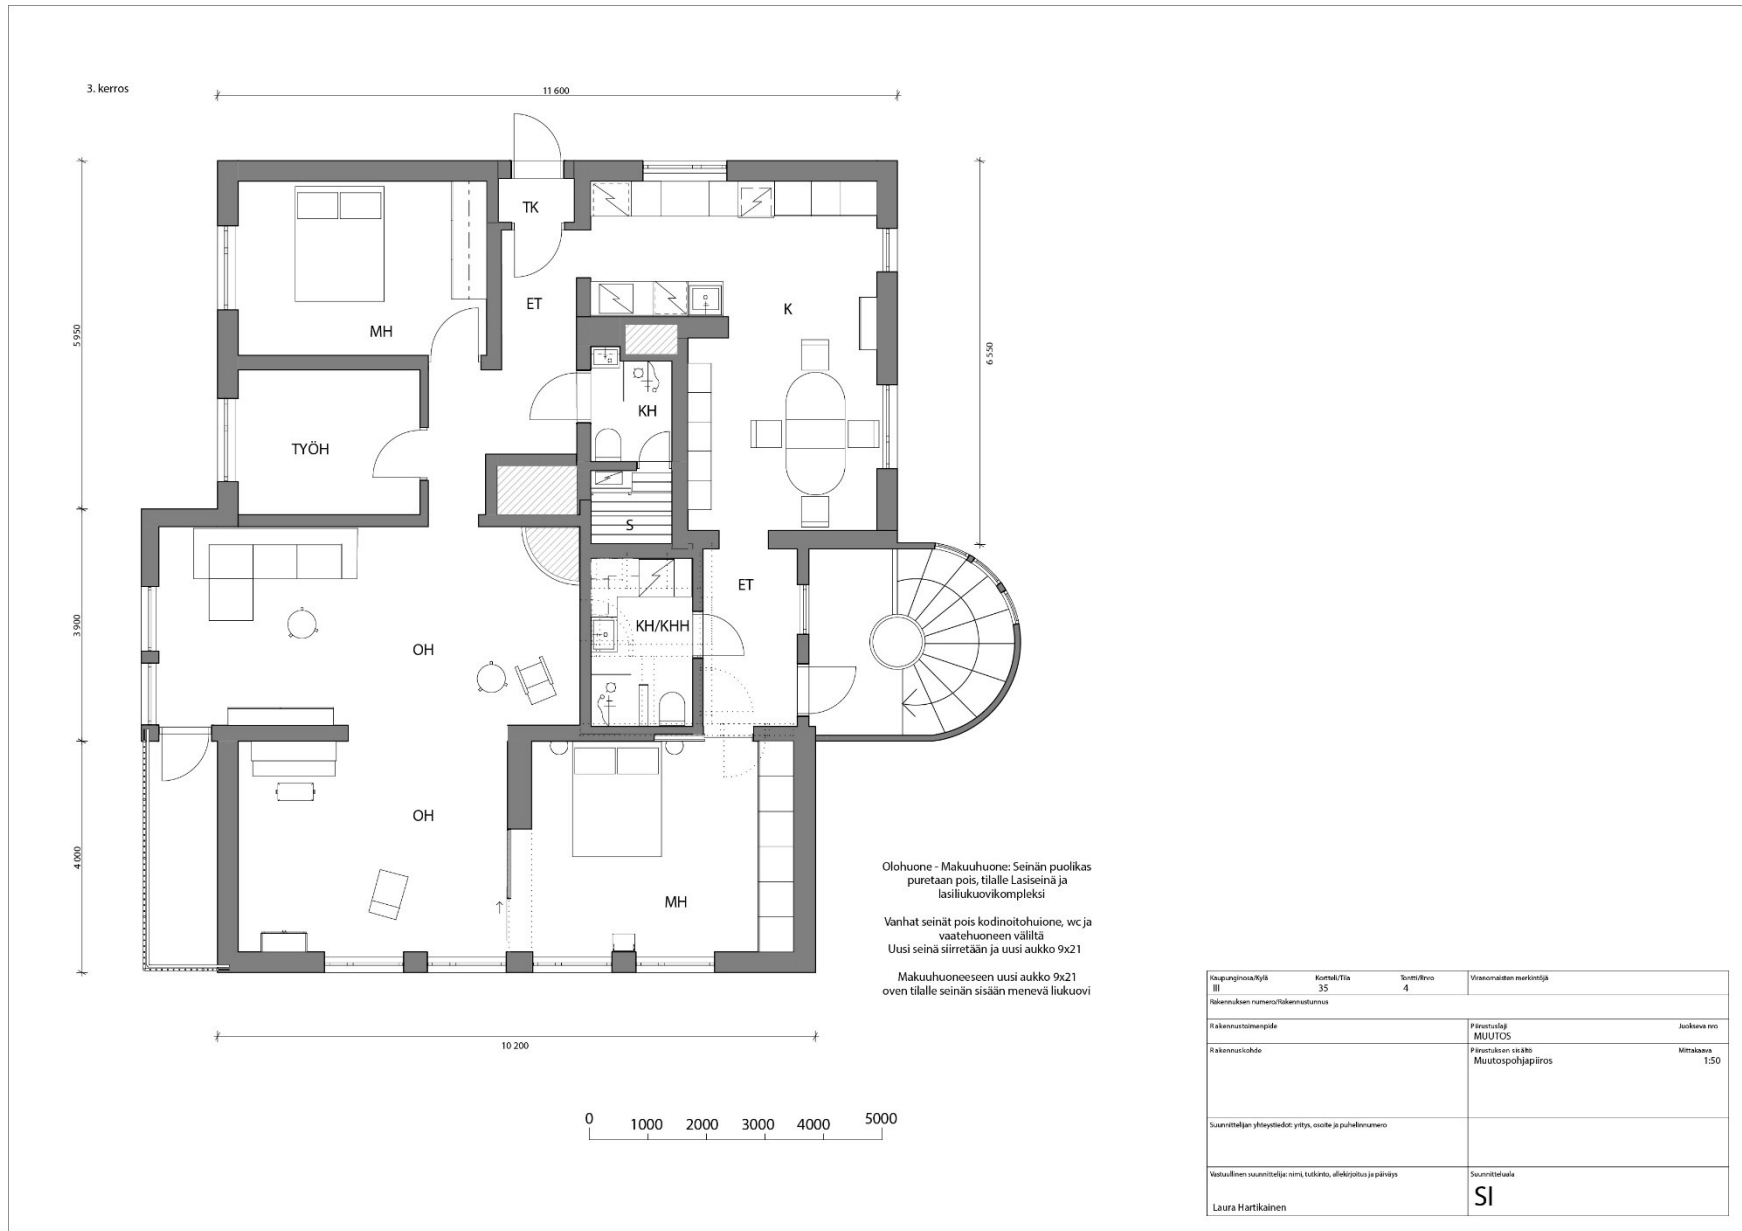 3. kerros
11 600
TK
ET
K
MH
5 950
6 550
KH
TYÖH
S
ET
KH/KHH
3 900
OH
OH
4 000
MH
Olohuone - Makuuhuone: Seinän puolikas
puretaan pois, tilalle Lasiseinä ja
lasiliukuovikompleksi
Vanhat seinät pois kodinoitohuione, wc ja
vaatehuoneen väliltä
Uusi seinä siirretään ja uusi aukko 9x21
Makuuhuoneeseen uusi aukko 9x21
oven tilalle seinän sisään menevä liukuovi
10 200
0 1000 2000 3000 4000 5000
Kaupunginosa/Kylä Kortteli/Tila Tontti/Rnro Viranomaisten merkintöjä
III 35 4
Rakennuksen numero/Rakennustunnus
Rakennustoimenpide Piirustuslaji Juokseva nro
MUUTOS
Rakennuskohde Piirustuksen sisältö Mittakaava
Muutospohjapiiros 1:50
Suunnittelijan yhteystiedot: yritys, osoite ja puhelinnumero
Vastuullinen suunnittelija: nimi, tutkinto, allekirjoitus ja päiväys Suunnitteluala
SI
Laura Hartikainen